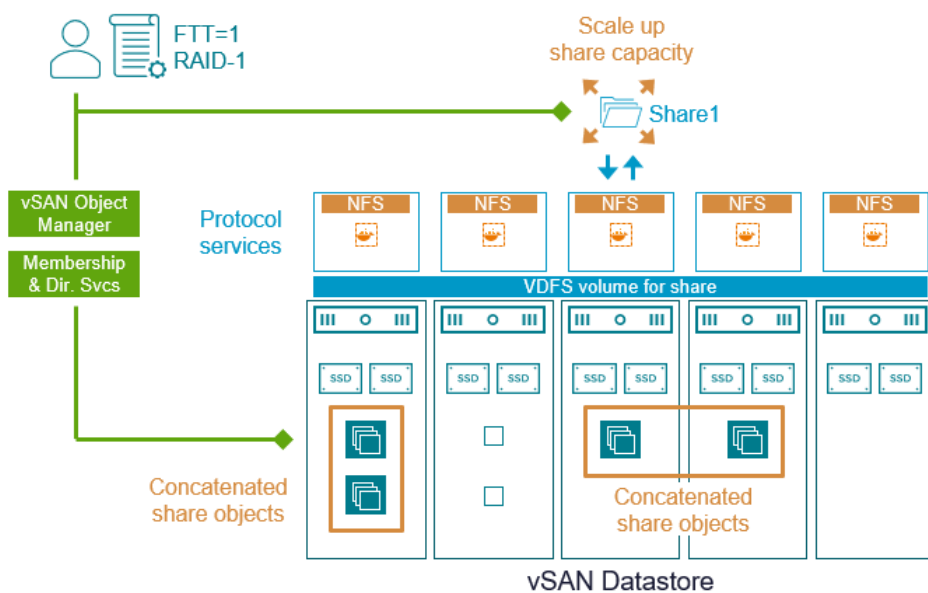 FTT=1
RAID-1
Scale up
share capacity
Share1
vSAN Object
Manager
Membership
& Dir. Svcs
Protocol
services
NFS NFS NFS NFS NFS
VDFS volume for share
SSD SSD SSD SSD SSD SSD SSD SSD SSD SSD
Concatenated
share objects
Concatenated
share objects
vSAN Datastore